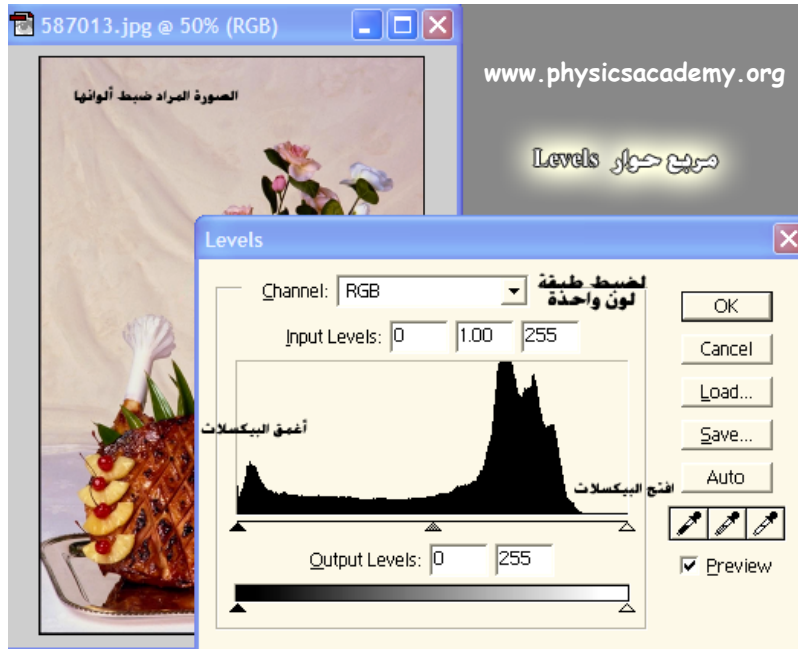 587013.jpg @ 50% (RGB)
الصورة المراد ضبط ألوانها
www.physicsacademy.org
مربع حوار Levels
Levels
Channel: RGB
لضبط طبقة
لون واحدة
Input Levels: 0 1.00 255
أغمق البيكسلات
افتح البيكسلات
Output Levels: 0 255
OK
Cancel
Load...
Save...
Auto
Preview